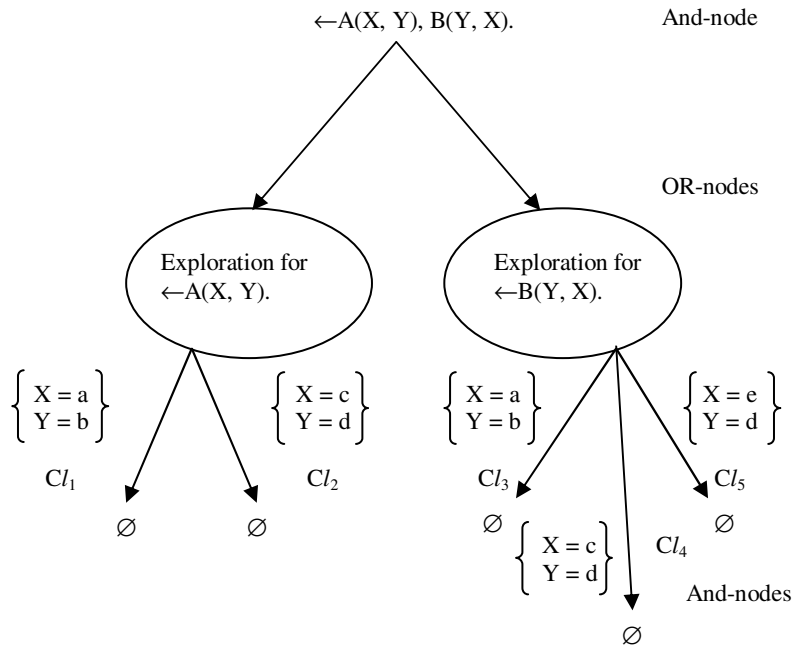 ←A(X, Y), B(Y, X).
And-node
OR-nodes
Exploration for
←A(X, Y).
Exploration for
←B(Y, X).
X = a
Y = b
X = c
Y = d
X = a
Y = b
X = e
Y = d
Cl₁
Cl₂
Cl₃
Cl₅
∅
∅
∅
∅
X = c
Y = d
Cl₄
And-nodes
∅